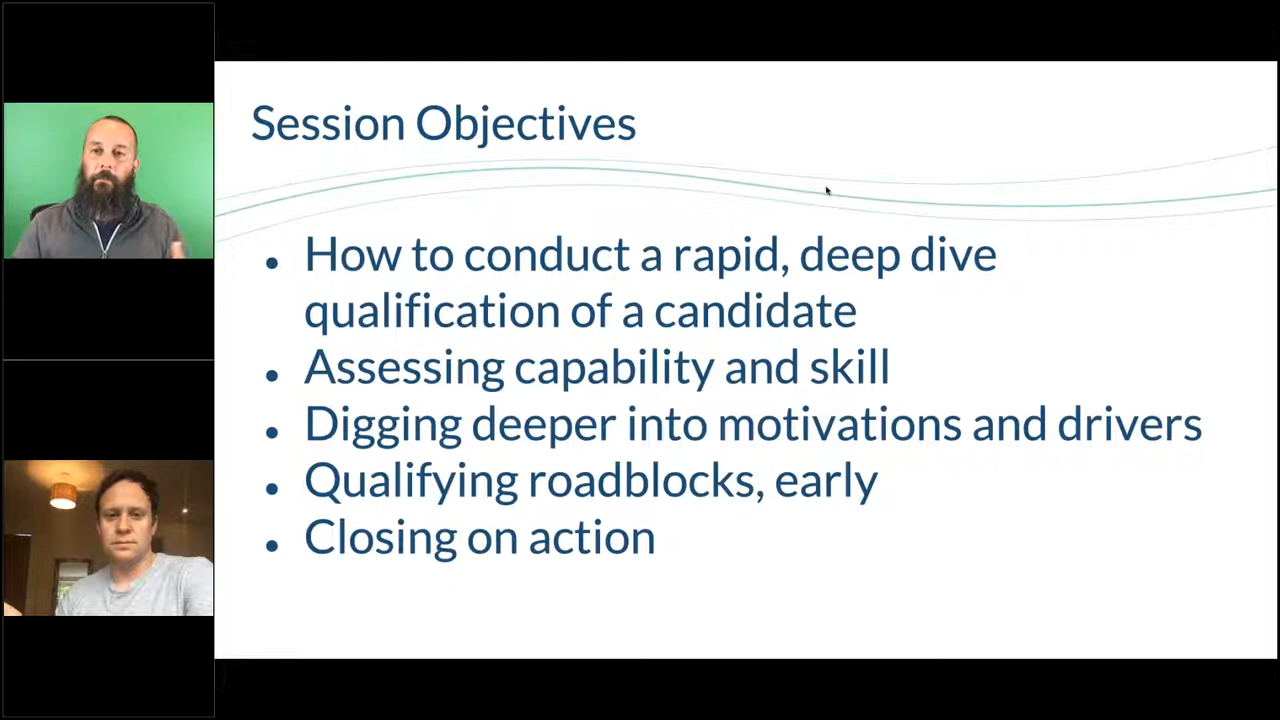 Session Objectives
• How to conduct a rapid, deep dive
qualification of a candidate
• Assessing capability and skill
• Digging deeper into motivations and drivers
• Qualifying roadblocks, early
• Closing on action